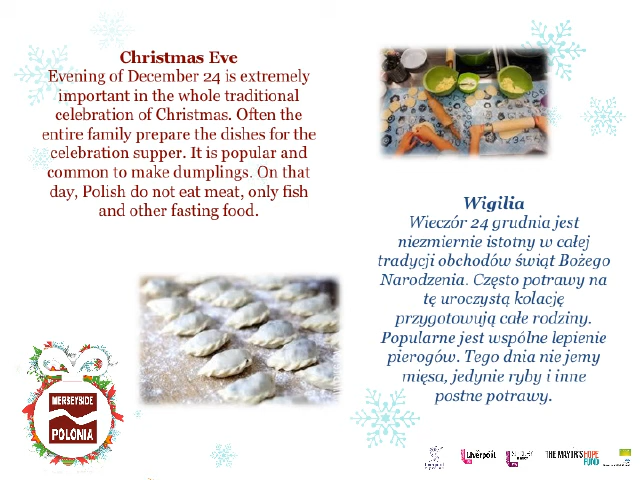 Christmas Eve
Evening of December 24 is extremely
important in the whole traditional
celebration of Christmas. Often the
entire family prepare the dishes for the
celebration supper. It is popular and
common to make dumplings. On that
day, Polish do not eat meat, only fish
and other fasting food.
Wigilia
Wieczór 24 grudnia jest
niezmiernie istotny w całej
tradycji obchodów świąt Bożego
Narodzenia. Często potrawy na
tę uroczystą kolację
przygotowują całe rodziny.
Popularne jest wspólne lepienie
pierogów. Tego dnia nie jemy
mięsa, jedynie ryby i inne
postne potrawy.
MERSEYSIDE
POLONIA
Liverpool
THE MAYOR'S HOPE
FUND